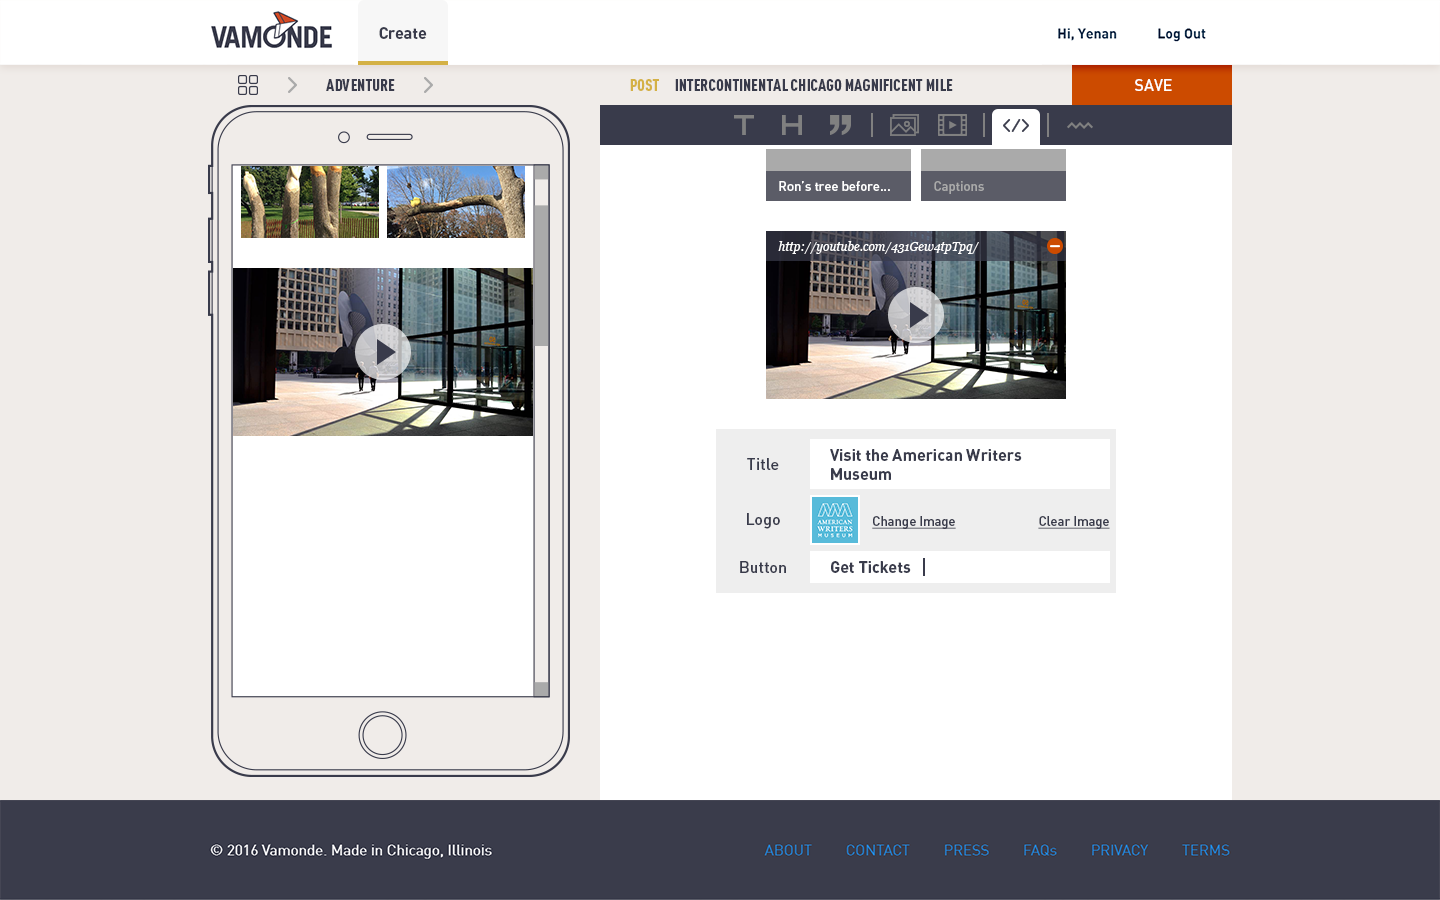 VAMONDE
Create
Hi, Yenan
Log Out
ADVENTURE
POST INTERCONTINENTAL CHICAGO MAGNIFICENT MILE
SAVE
T H ” </>
Ron's tree before...
Captions
http://youtube.com/431Gew4tpTpq/
Title
Visit the American Writers
Museum
Logo
AMERICAN
WRITERS
MUSEUM
Change Image
Clear Image
Button
Get Tickets
© 2016 Vamonde. Made in Chicago, Illinois
ABOUT
CONTACT
PRESS
FAQs
PRIVACY
TERMS